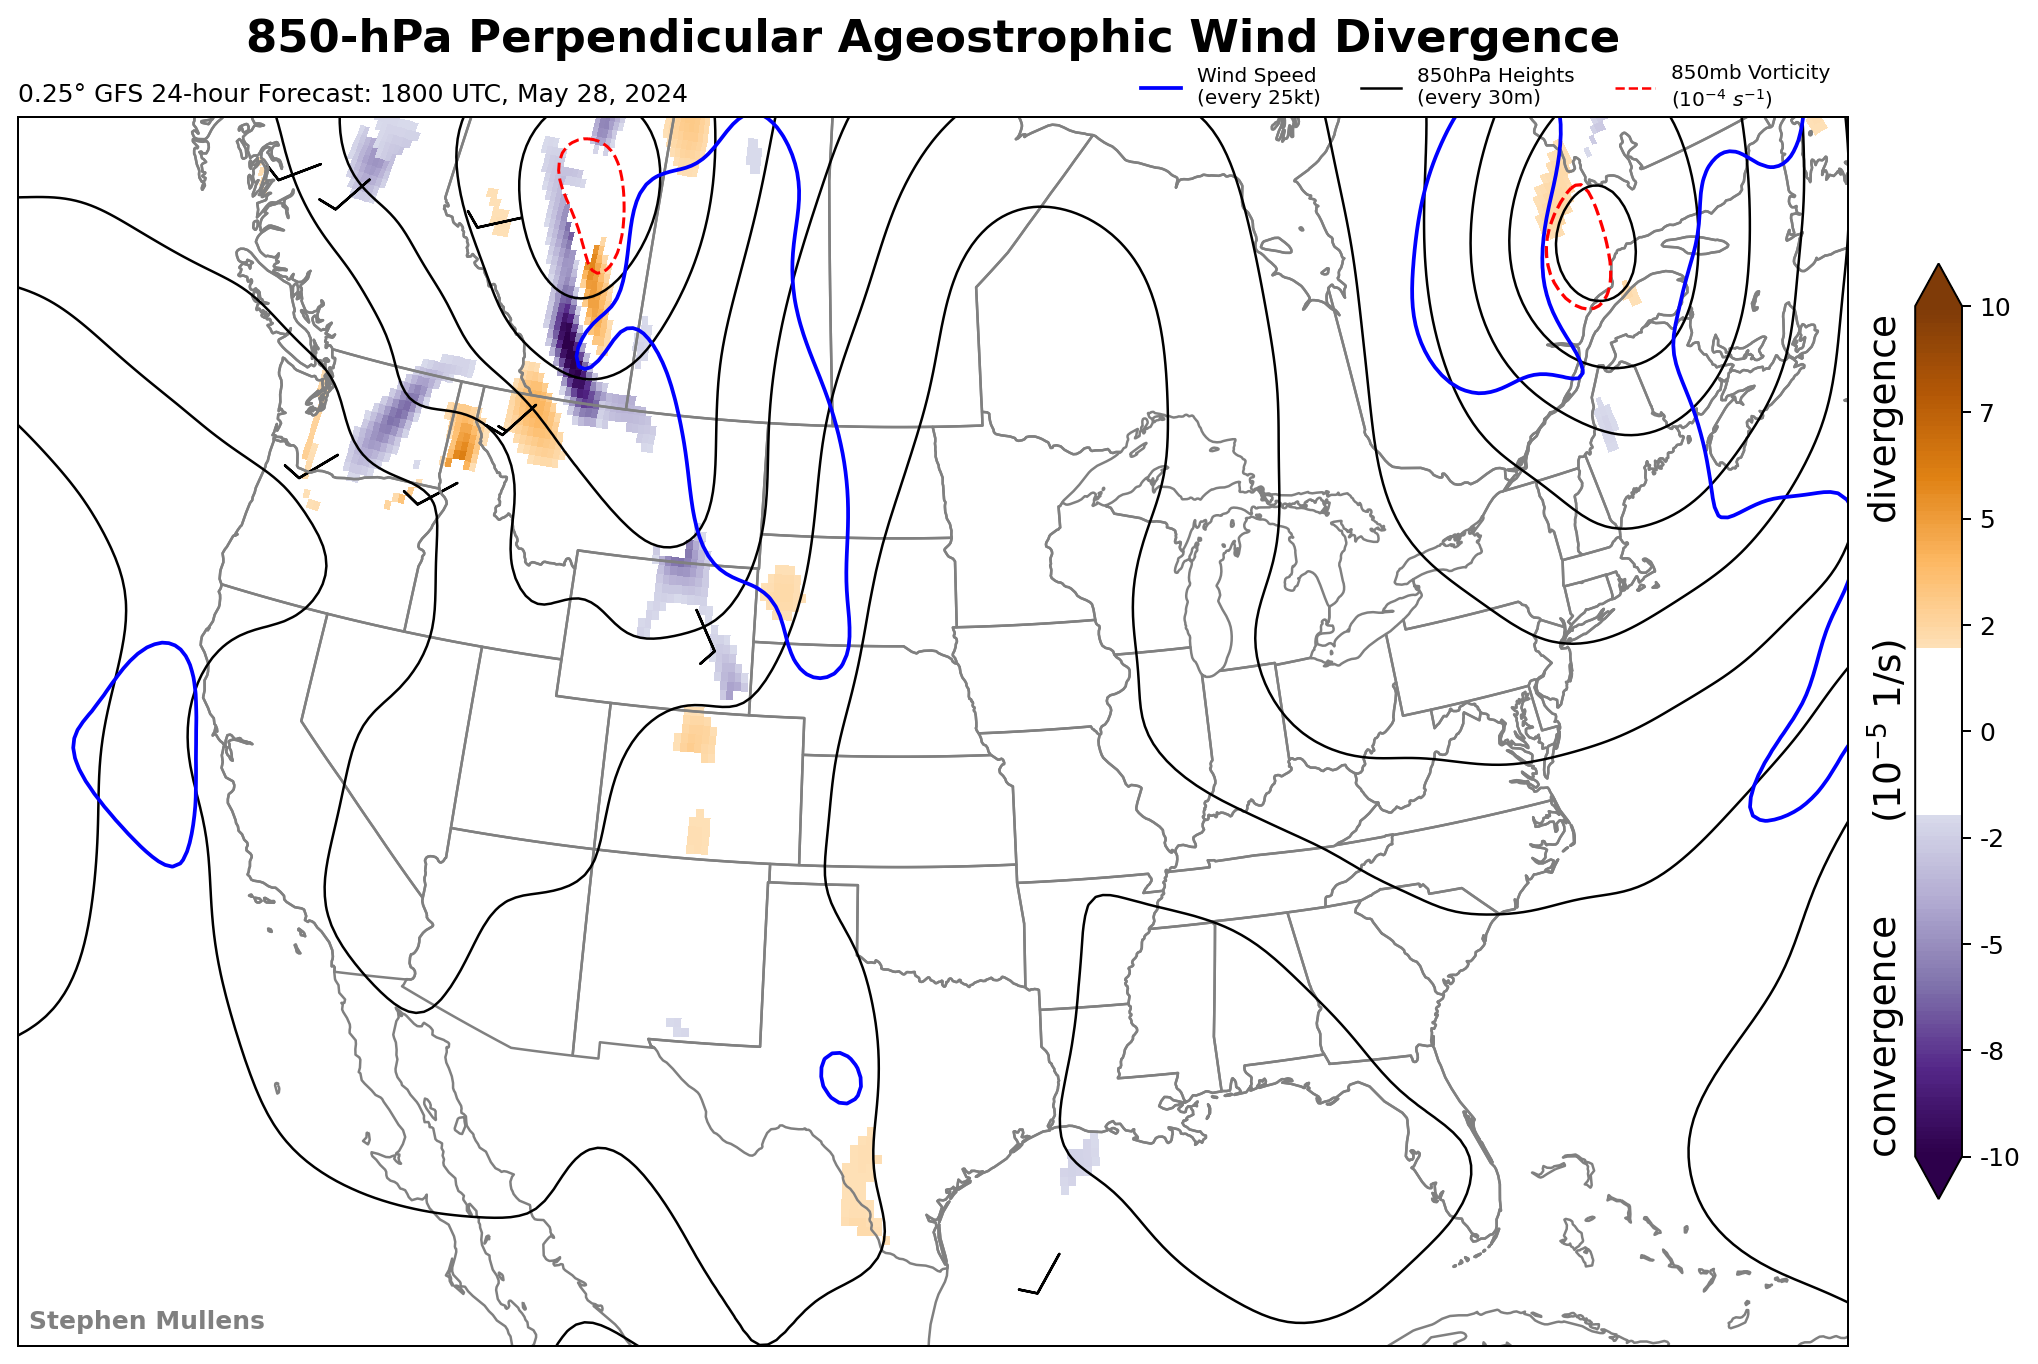 850-hPa Perpendicular Ageostrophic Wind Divergence
0.25° GFS 24-hour Forecast: 1800 UTC, May 28, 2024
Wind Speed
(every 25kt)
850hPa Heights
(every 30m)
850mb Vorticity
(10⁻⁴ s⁻¹)
10
7
5
2
0
-2
-5
-8
-10
convergence (10⁻⁵ 1/s) divergence
Stephen Mullens